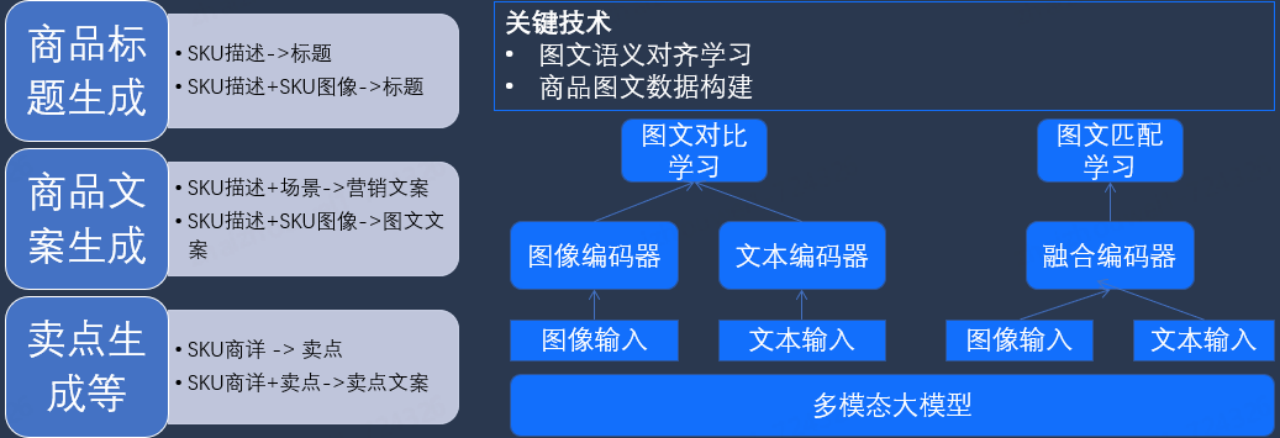 商品标
题生成
• SKU描述->标题
• SKU描述+SKU图像->标题
商品文
案生成
• SKU描述+场景->营销文案
• SKU描述+SKU图像->图文文
案
卖点生
成等
• SKU商详 -> 卖点
• SKU商详+卖点->卖点文案
关键技术
• 图文语义对齐学习
• 商品图文数据构建
图文对比
学习
图文匹配
学习
图像编码器
文本编码器
融合编码器
图像输入
文本输入
图像输入
文本输入
多模态大模型